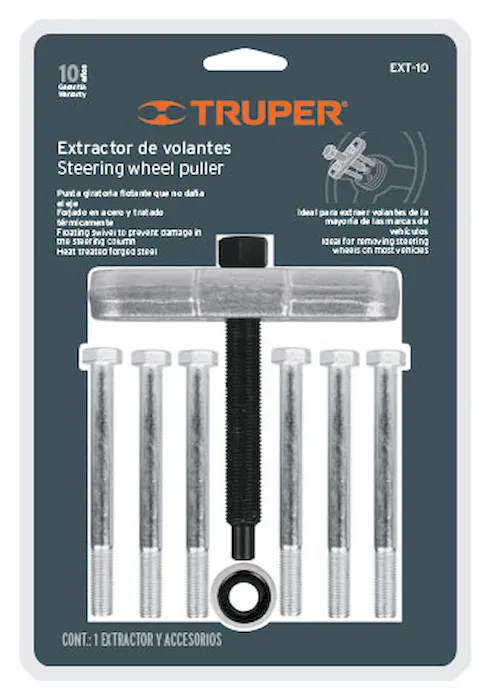 10 años
Garantía
Warranty
EXT-10
TRUPER®
Extractor de volantes
Steering wheel puller
Punta giratoria flotante que no daña
el eje
Forjado en acero y tratado
térmicamente
Floating swivel to prevent damage in
the steering column
Heat treated forged steel
Ideal para extraer volantes de la
mayoría de las marcas de
vehículos
Ideal for removing steering
wheels on most vehicles
CONT.: 1 EXTRACTOR Y ACCESORIOS